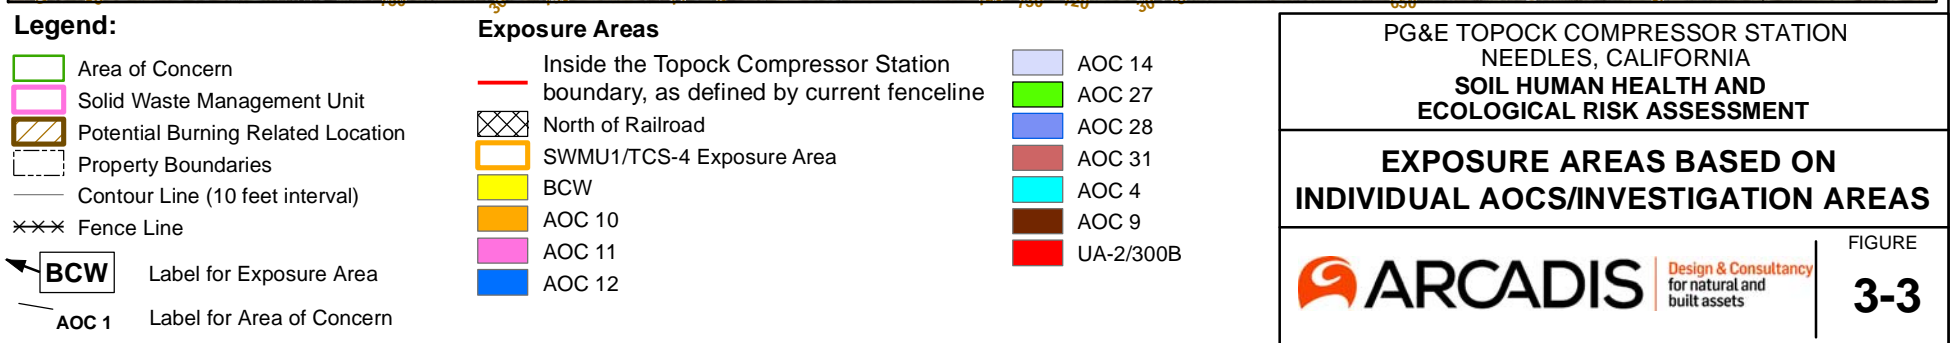 Legend:
Area of Concern
Solid Waste Management Unit
Potential Burning Related Location
Property Boundaries
Contour Line (10 feet interval)
Fence Line
BCW
Label for Exposure Area
AOC 1
Label for Area of Concern
Exposure Areas
Inside the Topock Compressor Station
boundary, as defined by current fenceline
North of Railroad
SWMU1/TCS-4 Exposure Area
BCW
AOC 10
AOC 11
AOC 12
AOC 14
AOC 27
AOC 28
AOC 31
AOC 4
AOC 9
UA-2/300B
PG&E TOPOCK COMPRESSOR STATION
NEEDLES, CALIFORNIA
SOIL HUMAN HEALTH AND
ECOLOGICAL RISK ASSESSMENT
EXPOSURE AREAS BASED ON
INDIVIDUAL AOCS/INVESTIGATION AREAS
ARCADIS
Design & Consultancy
for natural and
built assets
FIGURE
3-3